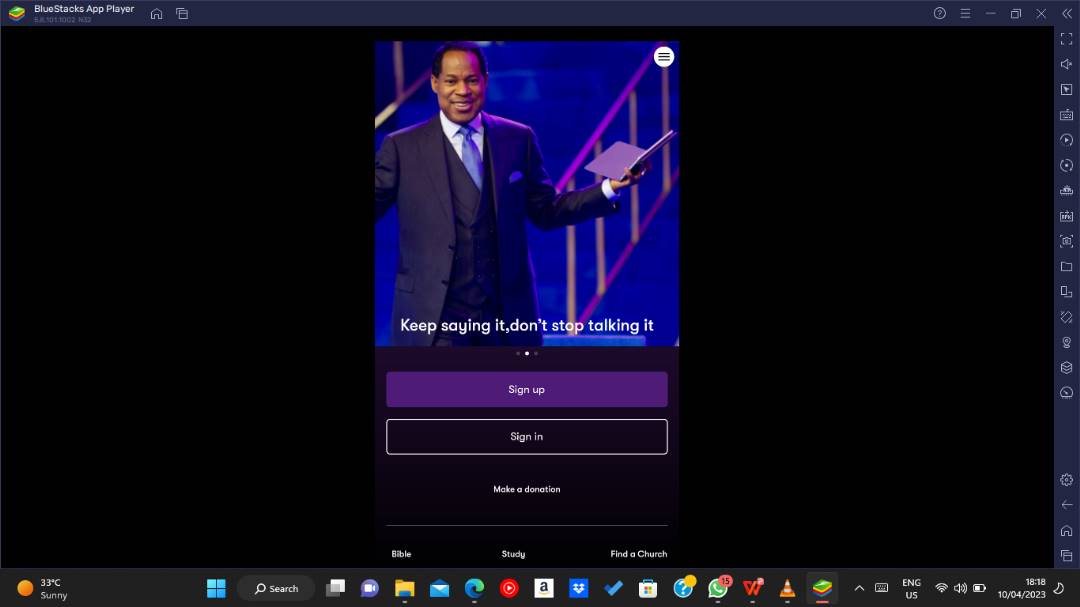 BlueStacks App Player
5.8.101.1002 N32
Keep saying it,don't stop talking it
Sign up
Sign in
Make a donation
Bible
Study
Find a Church
33°C
Sunny
Search
15
ENG
US
18:18
10/04/2023